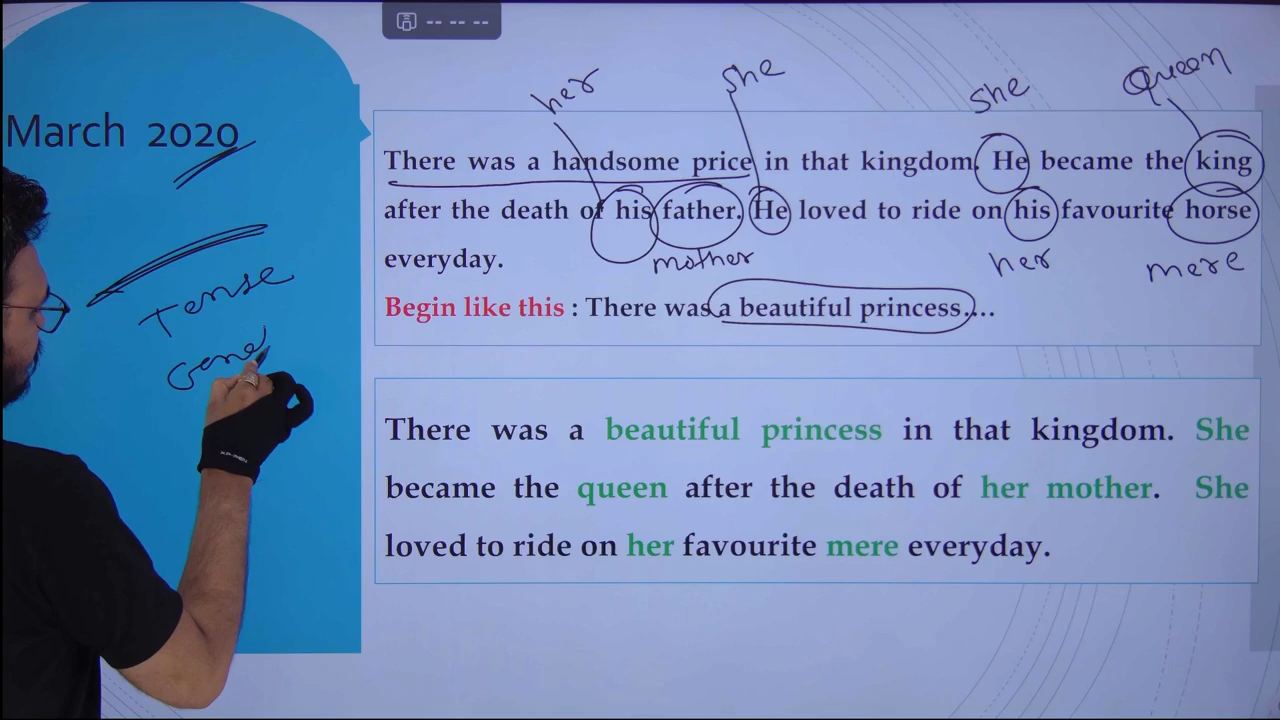 March 2020
Tense
Gene
her she she Queen
There was a handsome price in that kingdom. He became the king
after the death of his father. He loved to ride on his favourite horse
everyday.
mother her mere
Begin like this : There was a beautiful princess....
There was a beautiful princess in that kingdom. She
became the queen after the death of her mother. She
loved to ride on her favourite mere everyday.